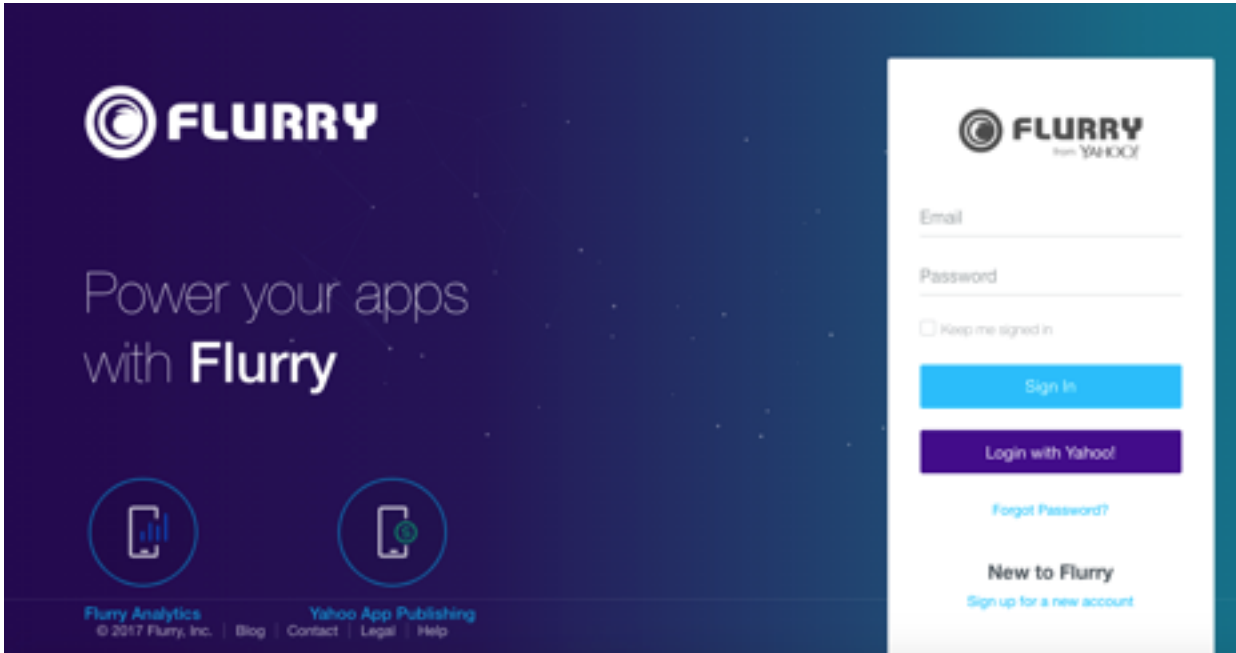 FLURRY
Power your apps
with Flurry
Flurry Analytics
Yahoo App Publishing
© 2017 Flurry, Inc. | Blog | Contact | Legal | Help
FLURRY
from YAHOO!
Email
Password
Keep me signed in
Sign In
Login with Yahoo!
Forgot Password?
New to Flurry
Sign up for a new account